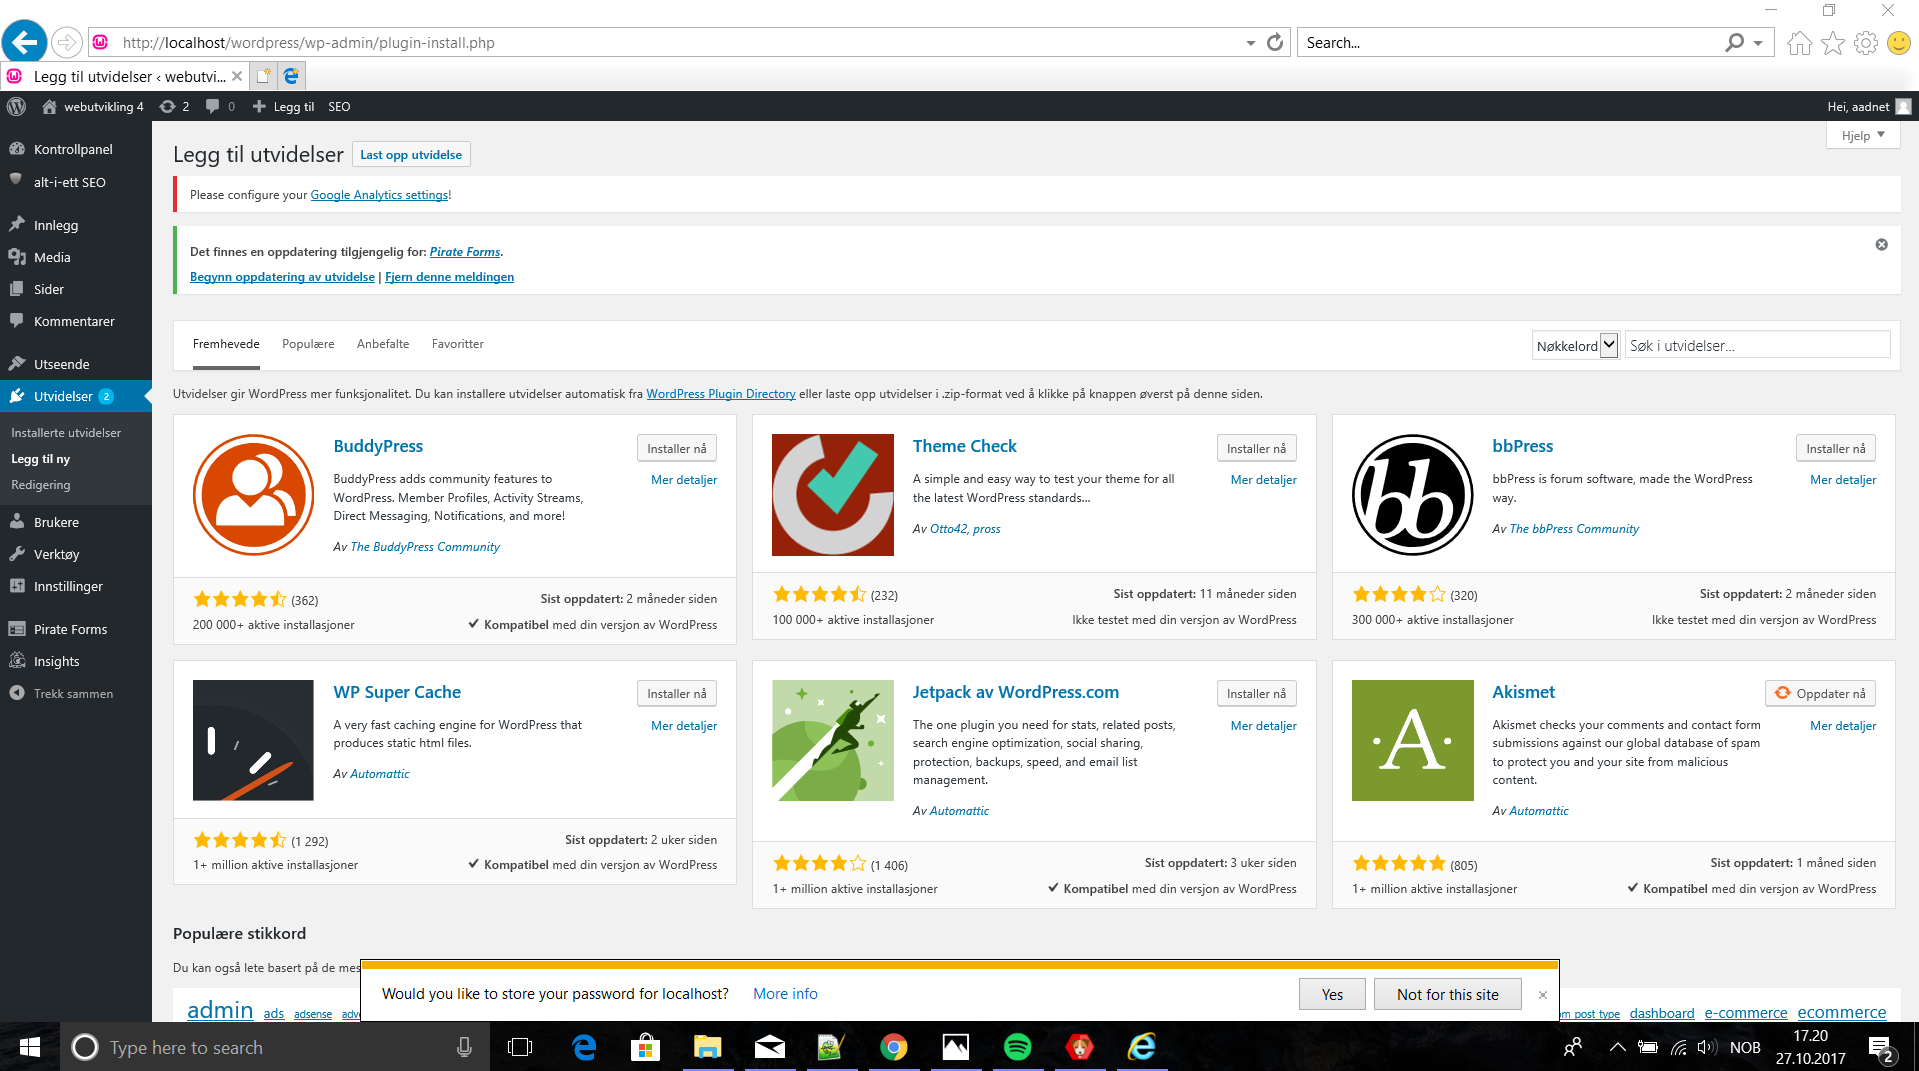 http://localhost/wordpress/wp-admin/plugin-install.php
Search...
Legg til utvidelser ‹ webutvi...
webutvikling 4
2
0
Legg til
SEO
Hei, aadnet
Hjelp
Kontrollpanel
alt-i-ett SEO
Innlegg
Media
Sider
Kommentarer
Utseende
Utvidelser 2
Installerte utvidelser
Legg til ny
Redigering
Brukere
Verktøy
Innstillinger
Pirate Forms
Insights
Trekk sammen
Legg til utvidelser
Last opp utvidelse
Please configure your Google Analytics settings!
Det finnes en oppdatering tilgjengelig for: Pirate Forms.
Begynn oppdatering av utvidelse | Fjern denne meldingen
Fremhevede
Populære
Anbefalte
Favoritter
Nøkkelord
Søk i utvidelser...
Utvidelser gir WordPress mer funksjonalitet. Du kan installere utvidelser automatisk fra WordPress Plugin Directory eller laste opp utvidelser i .zip-format ved å klikke på knappen øverst på denne siden.
BuddyPress
Installer nå
Mer detaljer
BuddyPress adds community features to
WordPress. Member Profiles, Activity Streams,
Direct Messaging, Notifications, and more!
Av The BuddyPress Community
(362)
Sist oppdatert: 2 måneder siden
200 000+ aktive installasjoner
Kompatibel med din versjon av WordPress
Theme Check
Installer nå
Mer detaljer
A simple and easy way to test your theme for all
the latest WordPress standards...
Av Otto42, pross
(232)
Sist oppdatert: 11 måneder siden
100 000+ aktive installasjoner
Ikke testet med din versjon av WordPress
bb
bbPress
Installer nå
Mer detaljer
bbPress is forum software, made the WordPress
way.
Av The bbPress Community
(320)
Sist oppdatert: 2 måneder siden
300 000+ aktive installasjoner
Ikke testet med din versjon av WordPress
WP Super Cache
Installer nå
Mer detaljer
A very fast caching engine for WordPress that
produces static html files.
Av Automattic
(1 292)
Sist oppdatert: 2 uker siden
1+ million aktive installasjoner
Kompatibel med din versjon av WordPress
Jetpack av WordPress.com
Installer nå
Mer detaljer
The one plugin you need for stats, related posts,
search engine optimization, social sharing,
protection, backups, speed, and email list
management.
Av Automattic
(1 406)
Sist oppdatert: 3 uker siden
1+ million aktive installasjoner
Kompatibel med din versjon av WordPress
·A·
Akismet
Oppdater nå
Mer detaljer
Akismet checks your comments and contact form
submissions against our global database of spam
to protect you and your site from malicious
content.
Av Automattic
(805)
Sist oppdatert: 1 måned siden
1+ million aktive installasjoner
Kompatibel med din versjon av WordPress
Populære stikkord
Du kan også lete basert på de mes
admin ads adsense adv
om post type dashboard e-commerce ecommerce
Would you like to store your password for localhost? More info
Yes
Not for this site
Type here to search
NOB
17.20
27.10.2017
2